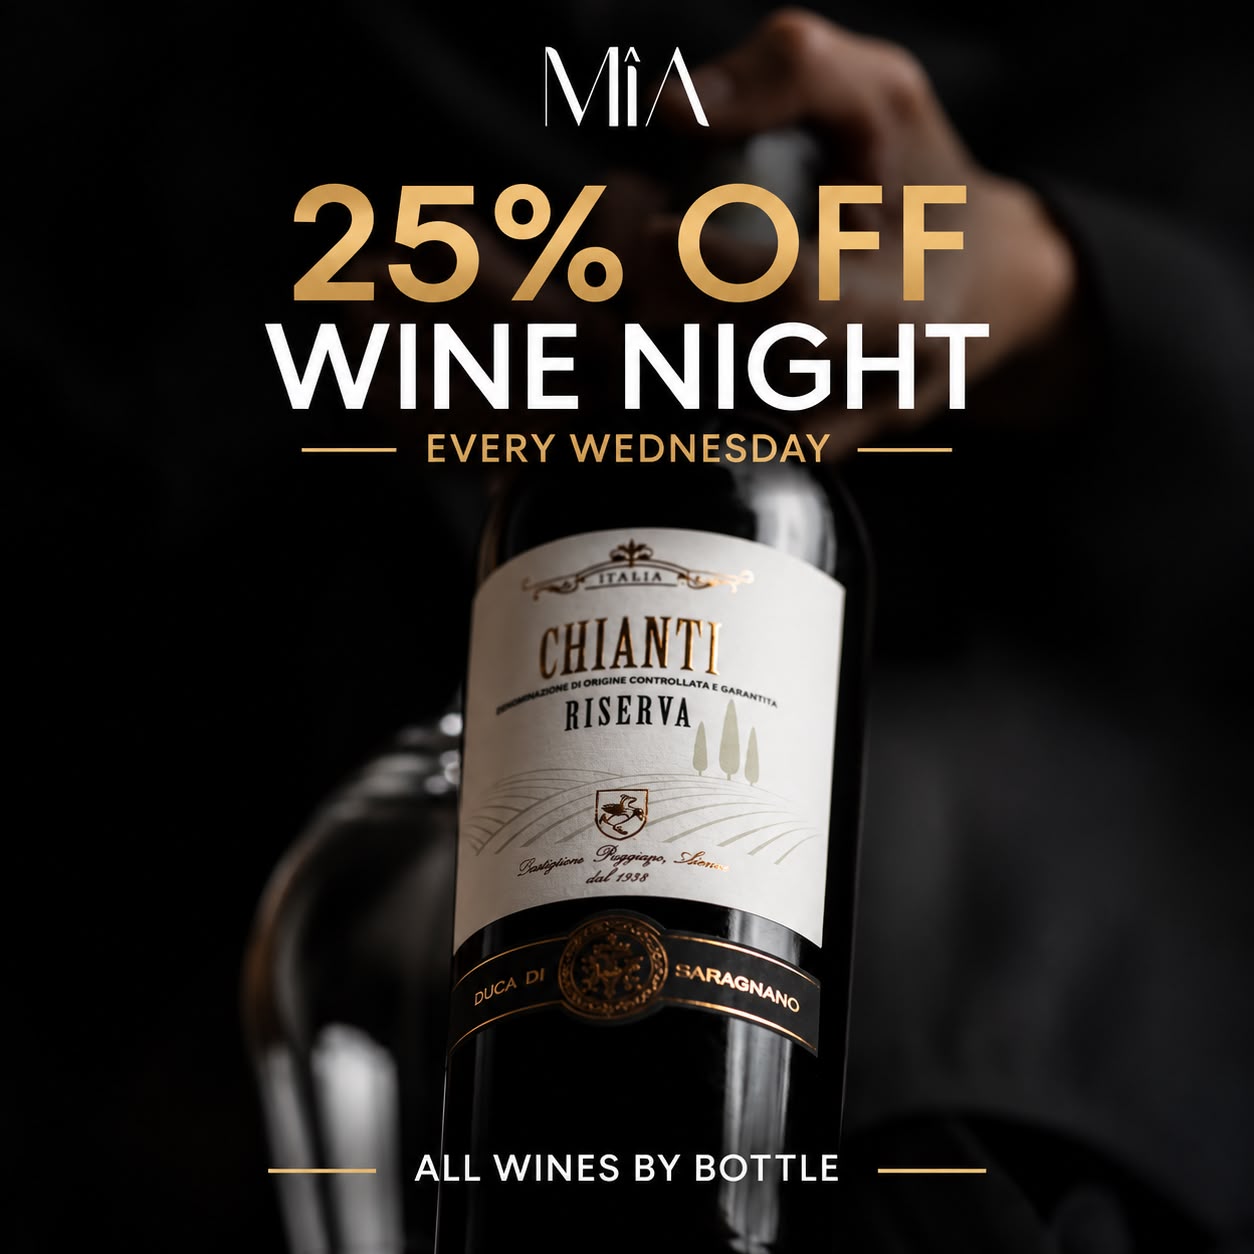 MîA
25% OFF
WINE NIGHT
EVERY WEDNESDAY
ITALIA
CHIANTI
DENOMINAZIONE DI ORIGINE CONTROLLATA E GARANTITA
RISERVA
dal 1938
DUCA DI SARAGNANO
ALL WINES BY BOTTLE